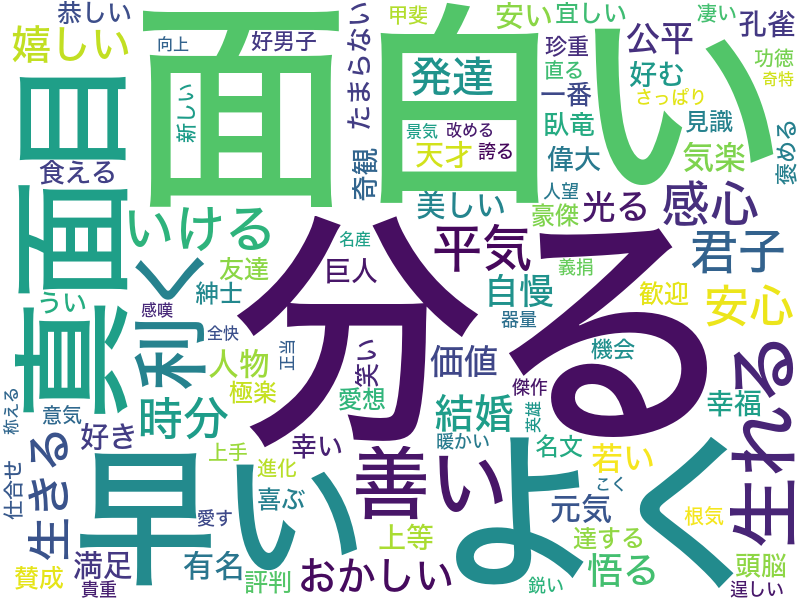 恭しい
向上
好男子
甲斐
安い
宜しい
凄い
孔雀
嬉しい
面白い
たまらない
珍重
公平
功徳
奇特
発達
直る
好む
一番
さっぱり
新しい
真面目
景気
改める
臥竜
見識
褒める
天才
誇る
偉大
気楽
食える
奇観
人望
美しい
豪傑
光る
感心
いける
分る
名産
平気
君子
友達
巨人
義捐
うい
紳士
自慢
歓迎
安心
利く
感嘆
全快
器量
正当
笑い
価値
機会
人物
極楽
愛想
傑作
英雄
幸福
称える
意気
時分
結婚
生れる
好き
上手
幸い
暖かい
名文
若い
生きる
早い
善い
よく
仕合せ
進化
喜ぶ
元気
こく
愛す
根気
上等
達する
賛成
満足
有名
評判
おかしい
鋭い
悟る
頭脳
貴重
逞しい